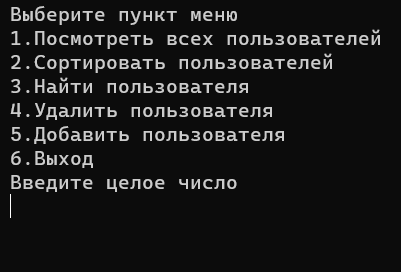 Выберите пункт меню
1.Посмотреть всех пользователей
2.Сортировать пользователей
3.Найти пользователя
4.Удалить пользователя
5.Добавить пользователя
6.Выход
Введите целое число